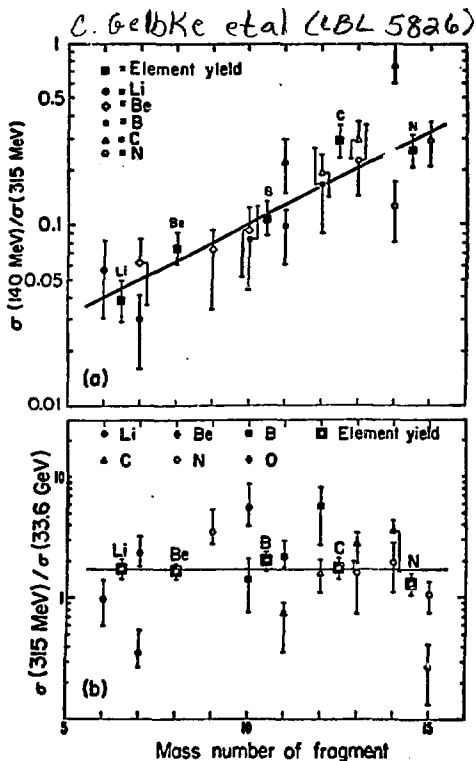 C. Gelbke et al (LBL 5826)
σ (140 MeV)/σ (315 MeV)
1
0.5
0.1
0.05
0.01
Element yield
Li
Be
B
C
N
Li
Be
B
C
N
(a)
σ (315 MeV)/σ (33.6 GeV)
10
1
Li Be B Element yield
C N O
Li
Be
B
C
N
(b)
5 10 15
Mass number of fragment